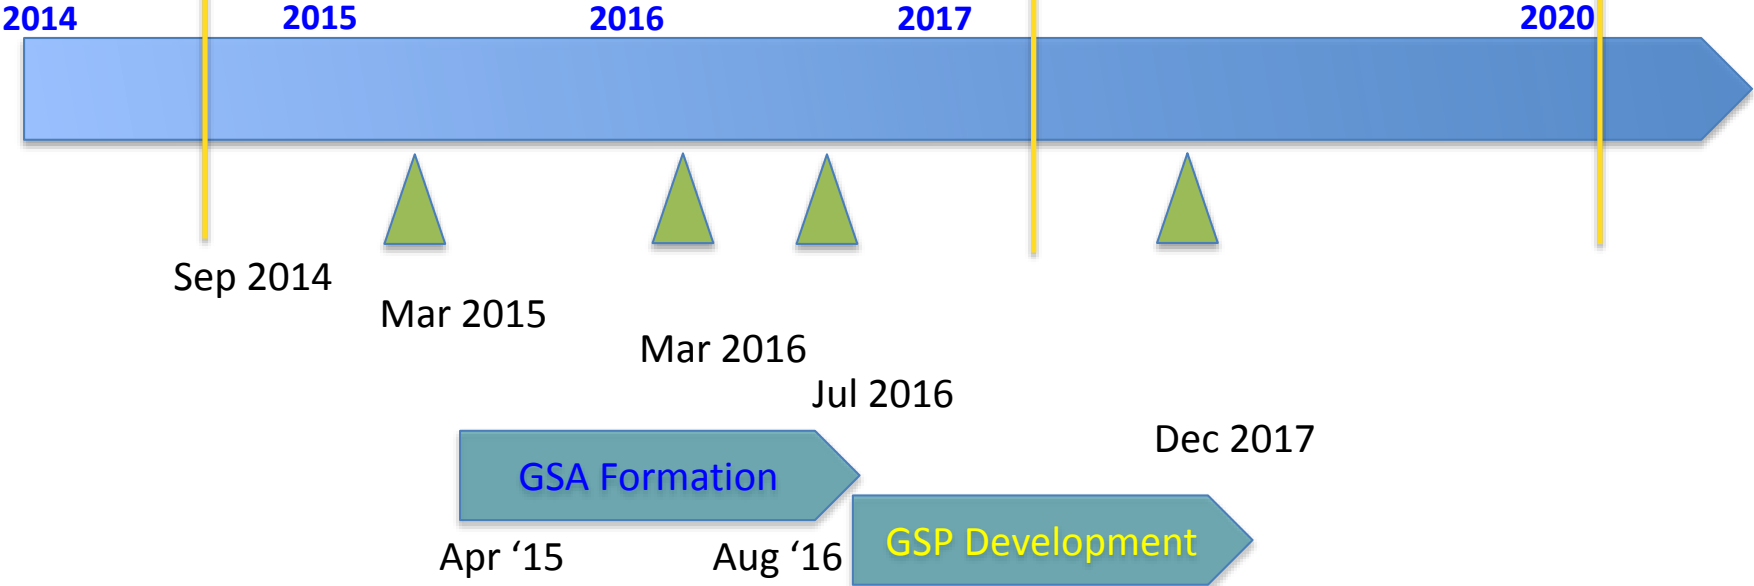 2014
2015
2016
2017
2020
Sep 2014
Mar 2015
Mar 2016
Jul 2016
Dec 2017
GSA Formation
GSP Development
Apr ‘15
Aug ‘16